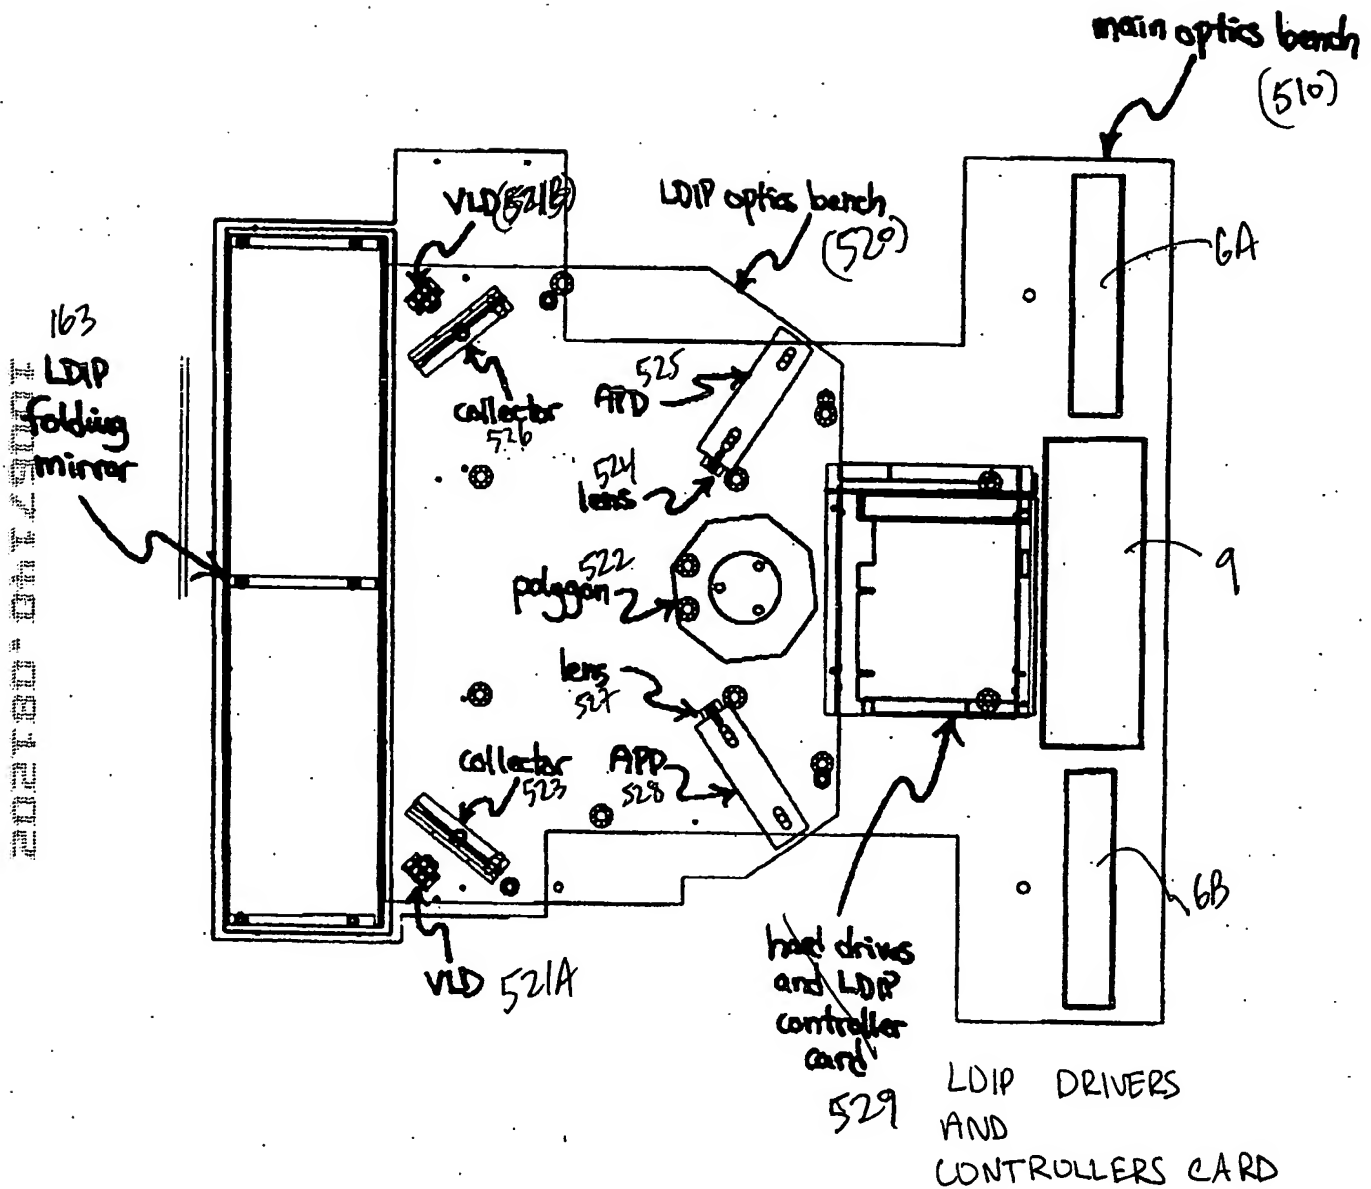 main optics bench
(510)
VLD (521B)
LDIP optics bench
(520)
6A
163
LDIP
folding
mirror
525
APD
collector
526
524
lens
522
polygon
9
lens
527
collector
523
APD
528
6B
VLD 521A
hard drives
and LDIP
controller
card
529
LDIP DRIVERS
AND
CONTROLLERS CARD